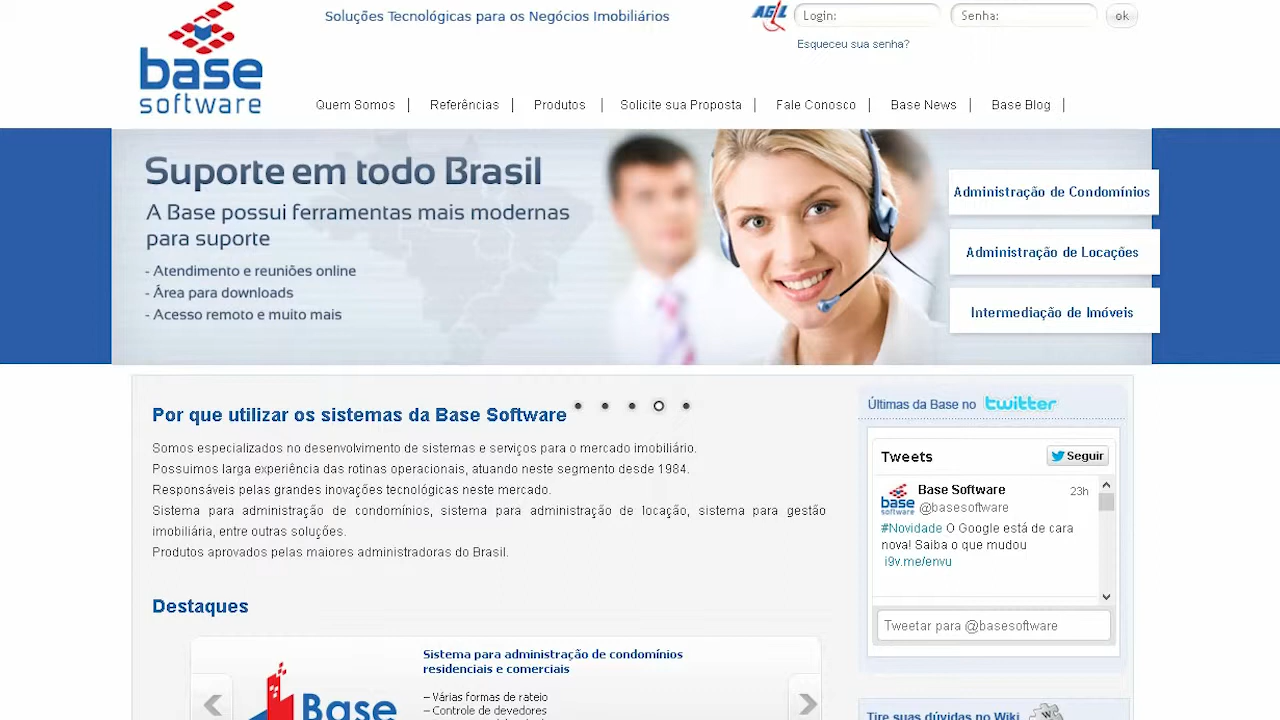 base
software
Soluções Tecnológicas para os Negócios Imobiliários
AGIL
Login:
Senha:
ok
Esqueceu sua senha?
Quem Somos | Referências | Produtos | Solicite sua Proposta | Fale Conosco | Base News | Base Blog |
Suporte em todo Brasil
A Base possui ferramentas mais modernas
para suporte
- Atendimento e reuniões online
- Área para downloads
- Acesso remoto e muito mais
Administração de Condomínios
Administração de Locações
Intermediação de Imóveis
Por que utilizar os sistemas da Base Software
Somos especializados no desenvolvimento de sistemas e serviços para o mercado imobiliário.
Possuimos larga experiência das rotinas operacionais, atuando neste segmento desde 1984.
Responsáveis pelas grandes inovações tecnológicas neste mercado.
Sistema para administração de condomínios, sistema para administração de locação, sistema para gestão
imobiliária, entre outras soluções.
Produtos aprovados pelas maiores administradoras do Brasil.
Destaques
Base
Sistema para administração de condomínios
residenciais e comerciais
– Várias formas de rateio
– Controle de devedores
Últimas da Base no twitter
Tweets
Seguir
base
software
Base Software 23h
@basesoftware
#Novidade O Google está de cara
nova! Saiba o que mudou
i9v.me/envu
Tweetar para @basesoftware
Tire suas dúvidas no Wiki
W